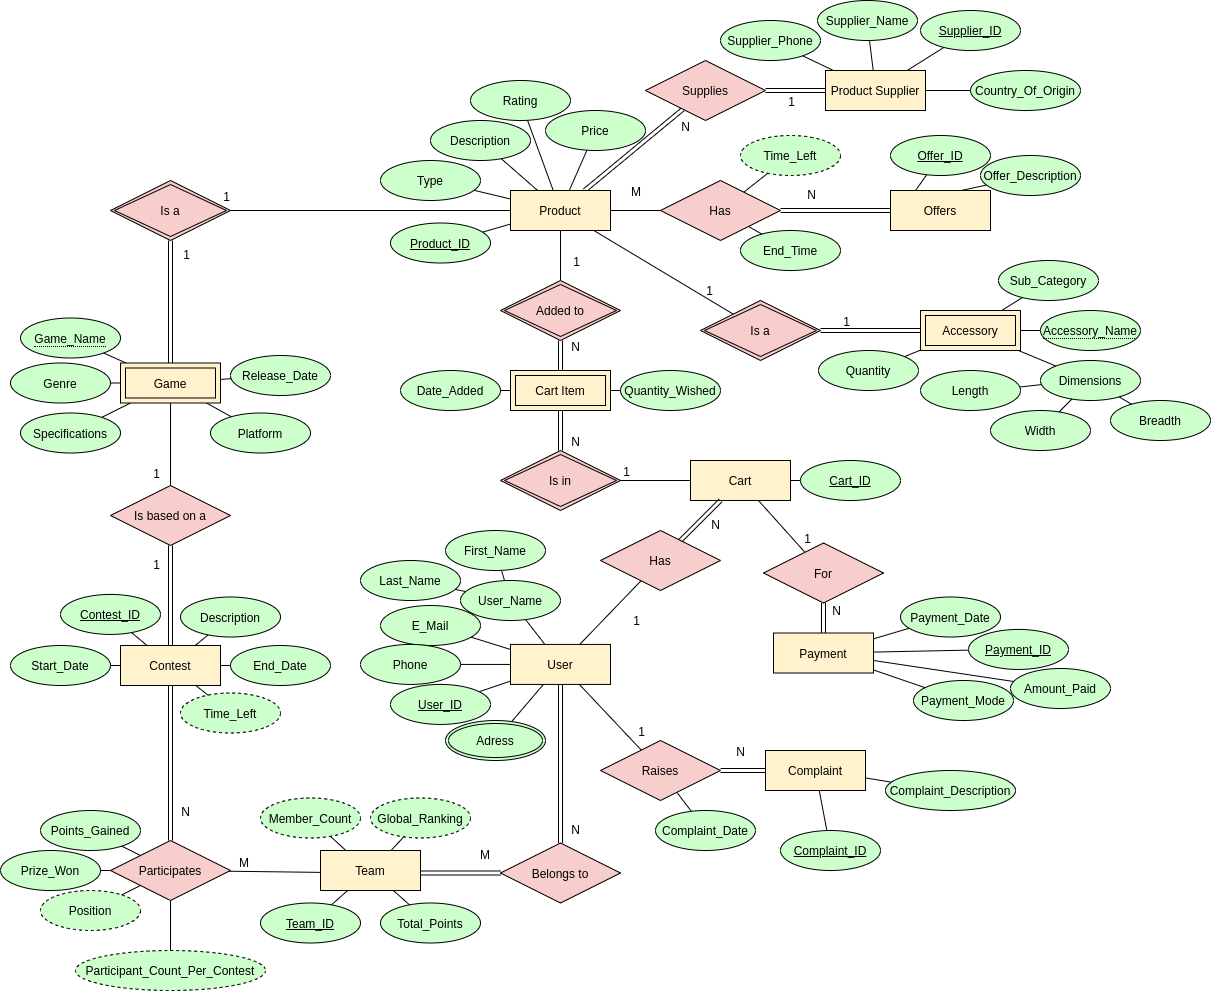 Supplier_Name
Supplier_ID
Supplier_Phone
Supplies
1
Product Supplier
Country_Of_Origin
N
Rating
Price
Description
Type
Product_ID
Product
M
Has
N
Time_Left
End_Time
Offer_ID
Offer_Description
Offers
Is a
1
1
1
Added to
N
1
Is a
1
Sub_Category
Accessory
Accessory_Name
Quantity
Dimensions
Length
Width
Breadth
Game_Name
Genre
Game
Release_Date
Specifications
Platform
Date_Added
Cart Item
Quantity_Wished
N
Is in
1
Cart
Cart_ID
1
Is based on a
1
N
Has
1
1
For
N
First_Name
Last_Name
User_Name
E_Mail
Phone
User
User_ID
Adress
Payment
Payment_Date
Payment_ID
Amount_Paid
Payment_Mode
Contest_ID
Description
Start_Date
Contest
End_Date
Time_Left
1
Raises
N
Complaint
Complaint_Description
Complaint_Date
Complaint_ID
N
Points_Gained
Prize_Won
Participates
Position
Participant_Count_Per_Contest
M
Member_Count
Global_Ranking
Team
Team_ID
Total_Points
M
N
Belongs to